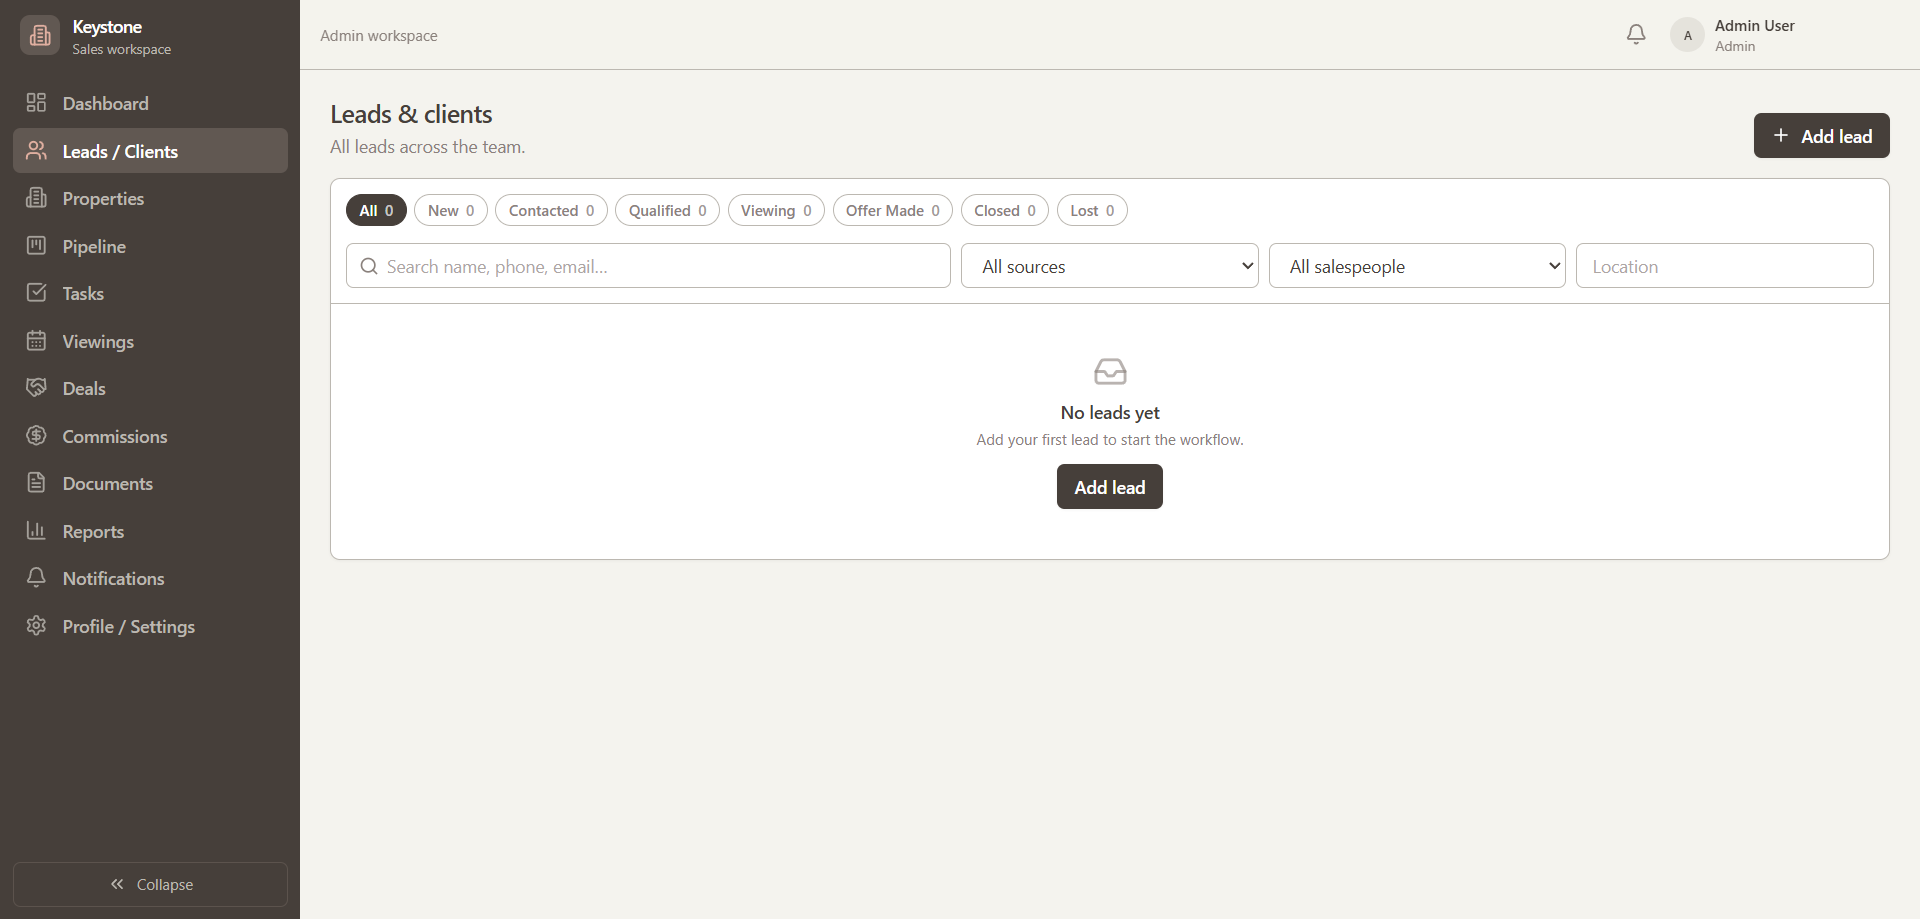 Keystone
Sales workspace
Dashboard
Leads / Clients
Properties
Pipeline
Tasks
Viewings
Deals
Commissions
Documents
Reports
Notifications
Profile / Settings
Collapse
Admin workspace
A
Admin User
Admin
Leads & clients
All leads across the team.
Add lead
All 0 New 0 Contacted 0 Qualified 0 Viewing 0 Offer Made 0 Closed 0 Lost 0
Search name, phone, email... All sources All salespeople Location
No leads yet
Add your first lead to start the workflow.
Add lead